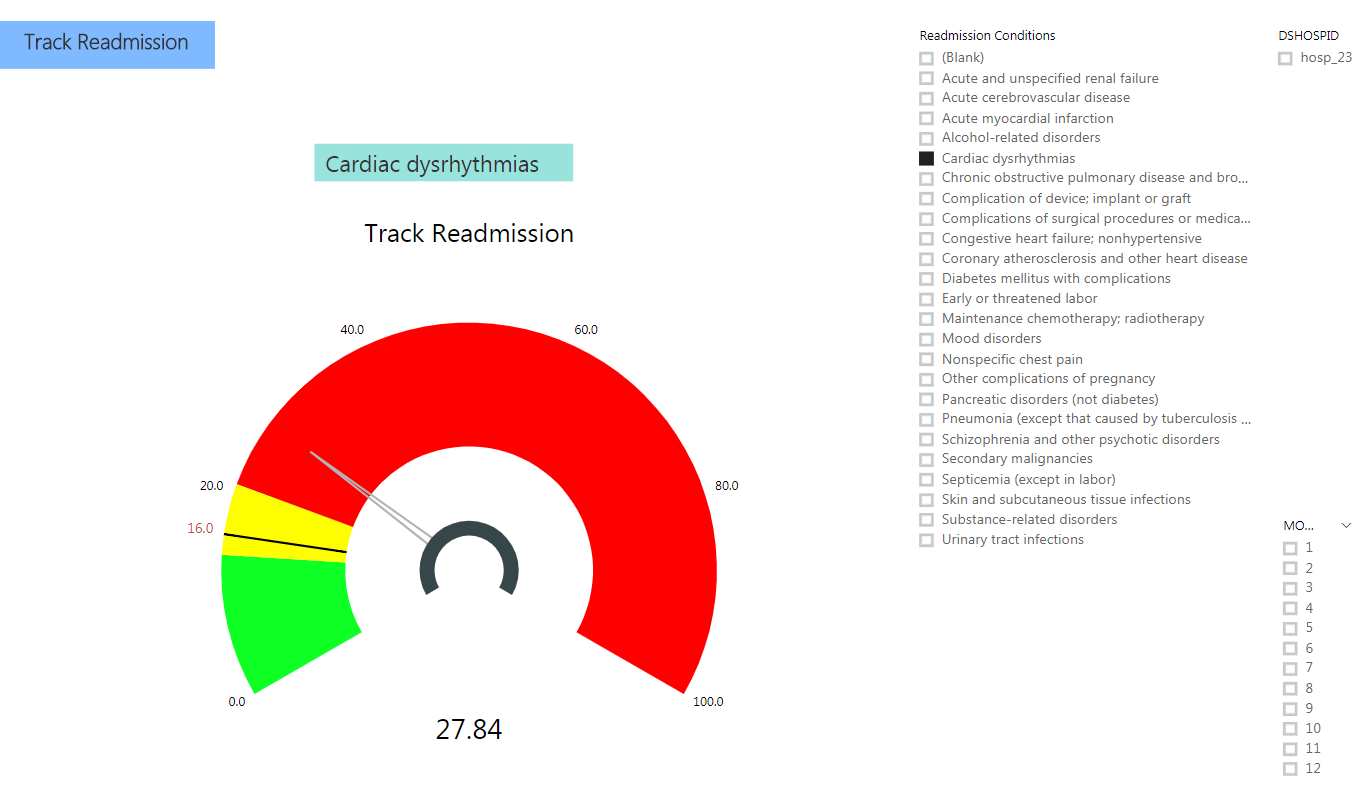 Track Readmission
Cardiac dysrhythmias
Track Readmission
40.0
60.0
20.0
80.0
16.0
0.0
100.0
27.84
Readmission Conditions
(Blank)
Acute and unspecified renal failure
Acute cerebrovascular disease
Acute myocardial infarction
Alcohol-related disorders
Cardiac dysrhythmias
Chronic obstructive pulmonary disease and bro...
Complication of device; implant or graft
Complications of surgical procedures or medica...
Congestive heart failure; nonhypertensive
Coronary atherosclerosis and other heart disease
Diabetes mellitus with complications
Early or threatened labor
Maintenance chemotherapy; radiotherapy
Mood disorders
Nonspecific chest pain
Other complications of pregnancy
Pancreatic disorders (not diabetes)
Pneumonia (except that caused by tuberculosis ...
Schizophrenia and other psychotic disorders
Secondary malignancies
Septicemia (except in labor)
Skin and subcutaneous tissue infections
Substance-related disorders
Urinary tract infections
DSHOSPID
hosp_23
MO...
1
2
3
4
5
6
7
8
9
10
11
12